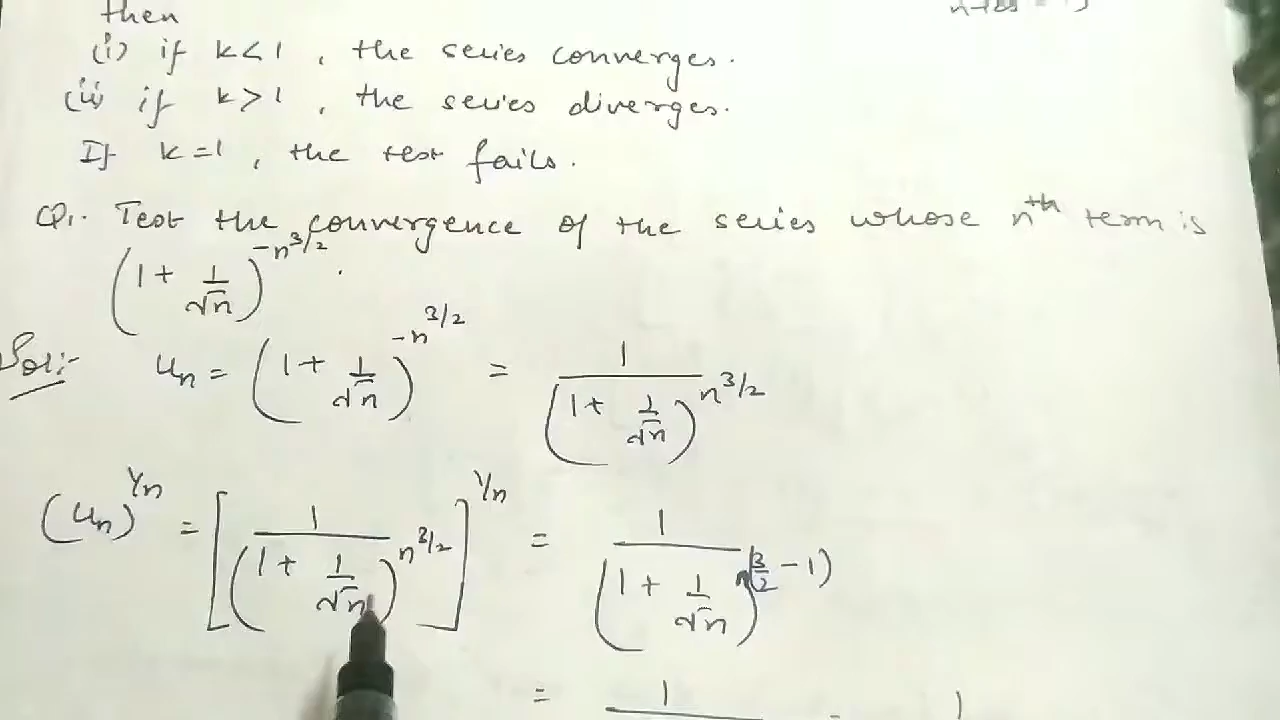 then
(i) if k<1, the series converges.
(ii) if k>1, the series diverges.
If k=1, the test fails.
Q1. Test the convergence of the series whose n^th term is
(1 + 1/√n)^(-n^(3/2)).
Sol:- u_n = (1 + 1/√n)^(-n^(3/2)) = 1/(1 + 1/√n)^(n^(3/2))
(u_n)^(1/n) = [1/(1 + 1/√n)^(n^(3/2))]^(1/n) = 1/(1 + 1/√n)^(n^(3/2 - 1))
= 1 = 1